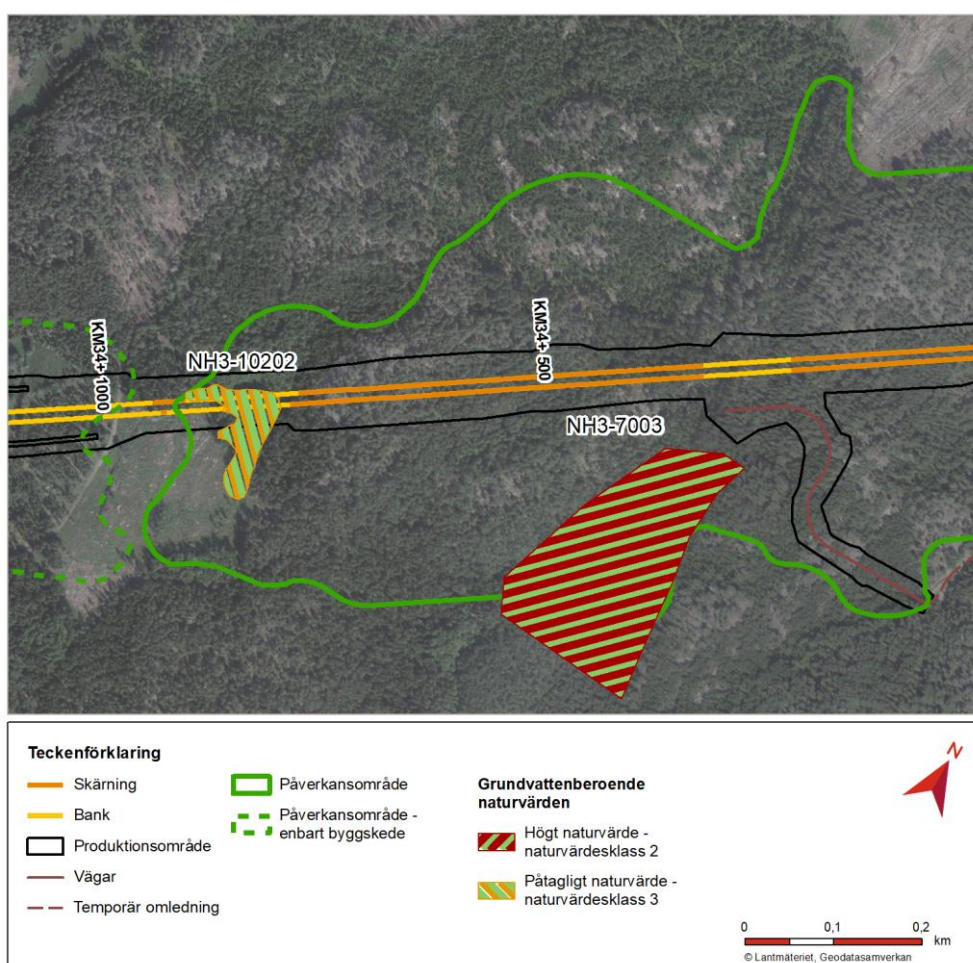 KM34+ 1000
NH3-10202
KM34+ 500
NH3-7003
Teckenförklaring
Skärning
Bank
Produktionsområde
Vägar
Temporär omledning
Påverkansområde
Påverkansområde -
enbart byggskede
Grundvattenberoende
naturvärden
Högt naturvärde -
naturvärdesklass 2
Påtagligt naturvärde -
naturvärdesklass 3
N
0 0,1 0,2
km
© Lantmäteriet, Geodatasamverkan